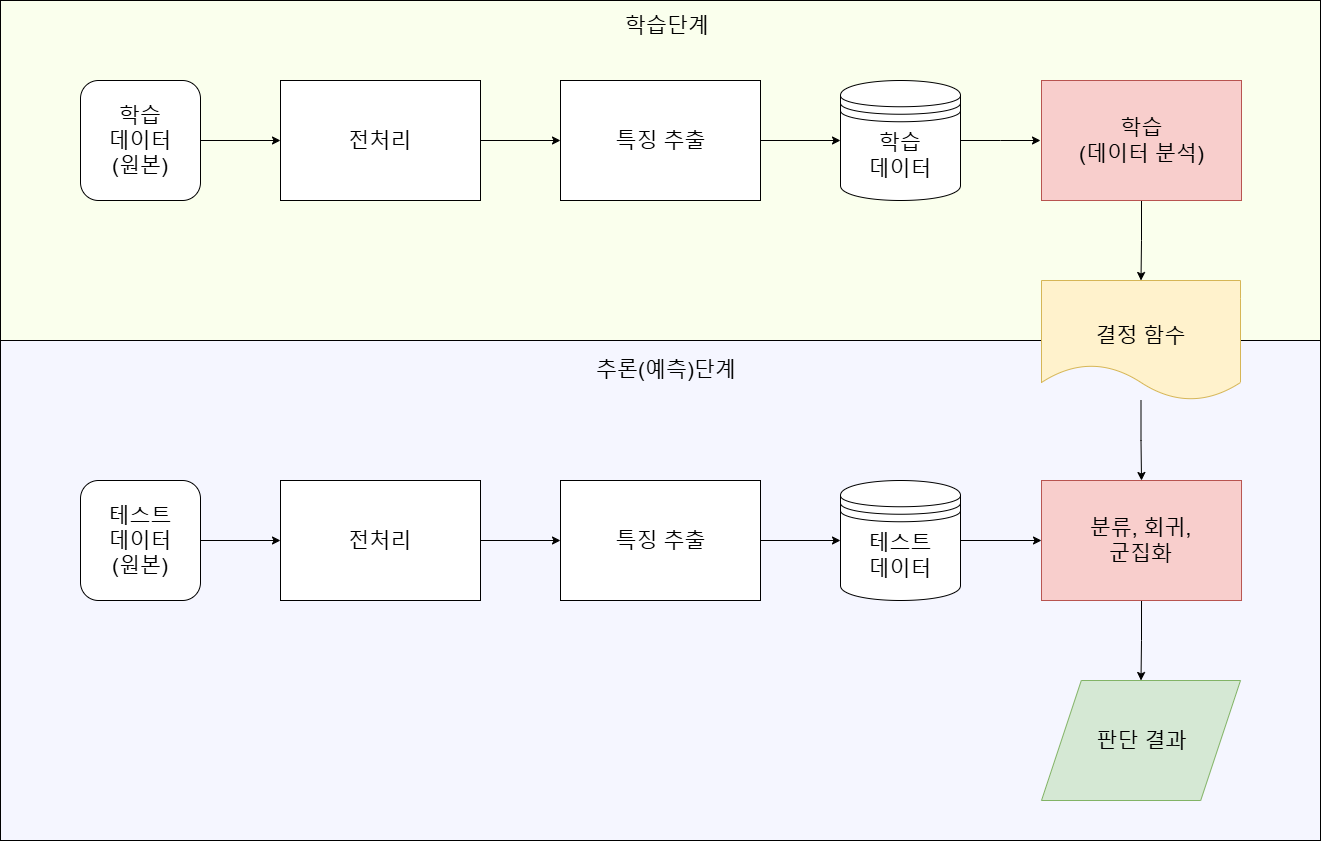 학습단계
학습
데이터
(원본)
전처리
특징 추출
학습
데이터
학습
(데이터 분석)
결정 함수
추론(예측)단계
테스트
데이터
(원본)
전처리
특징 추출
테스트
데이터
분류, 회귀,
군집화
판단 결과